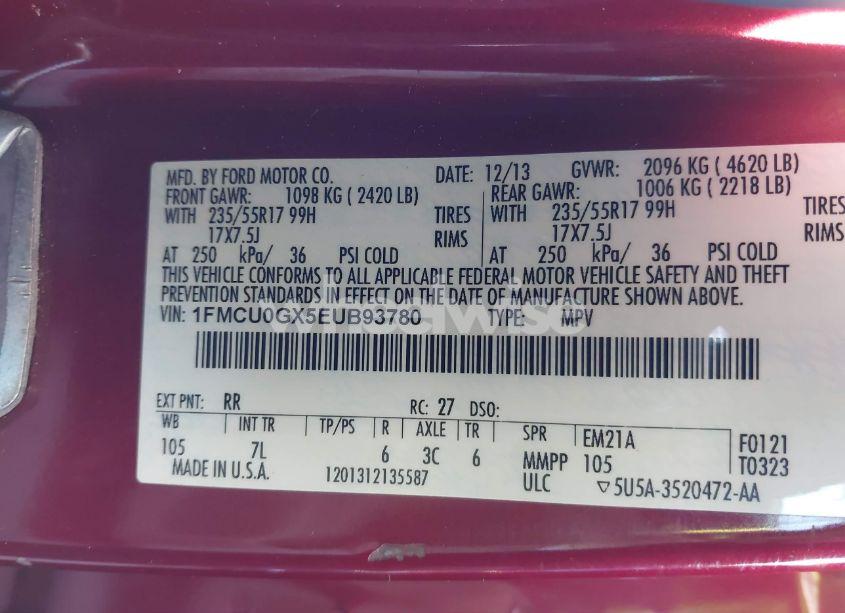 MFD. BY FORD MOTOR CO. DATE: 12/13 GVWR: 2096 KG ( 4620 LB)
FRONT GAWR: 1098 KG ( 2420 LB) REAR GAWR: 1006 KG ( 2218 LB)
WITH 235/55R17 99H TIRES WITH 235/55R17 99H TIRES
17X7.5J RIMS 17X7.5J RIMS
AT 250 kPa/ 36 PSI COLD AT 250 kPa/ 36 PSI COLD
THIS VEHICLE CONFORMS TO ALL APPLICABLE FEDERAL MOTOR VEHICLE SAFETY AND THEFT
PREVENTION STANDARDS IN EFFECT ON THE DATE OF MANUFACTURE SHOWN ABOVE.
VIN: 1FMCU0GX5EUB93780 TYPE: MPV
wheelwise
EXT PNT: RR RC: 27 DSO:
WB INT TR TP/PS R AXLE TR SPR EM21A F0121
105 7L 6 3C 6 MMPP 105 T0323
MADE IN U.S.A. 1201312135587 ULC ▽5U5A-3520472-AA